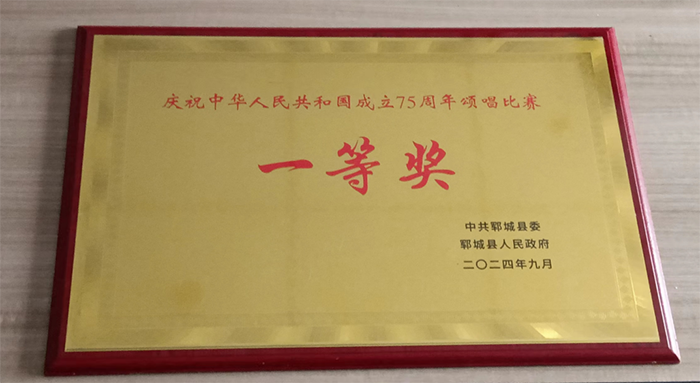 庆祝中华人民共和国成立75周年颂唱比赛
一等奖
中共郓城县委
郓城县人民政府
二〇二四年九月